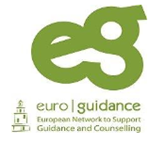 eg
euro|guidance
European Network to Support
Guidance and Counselling